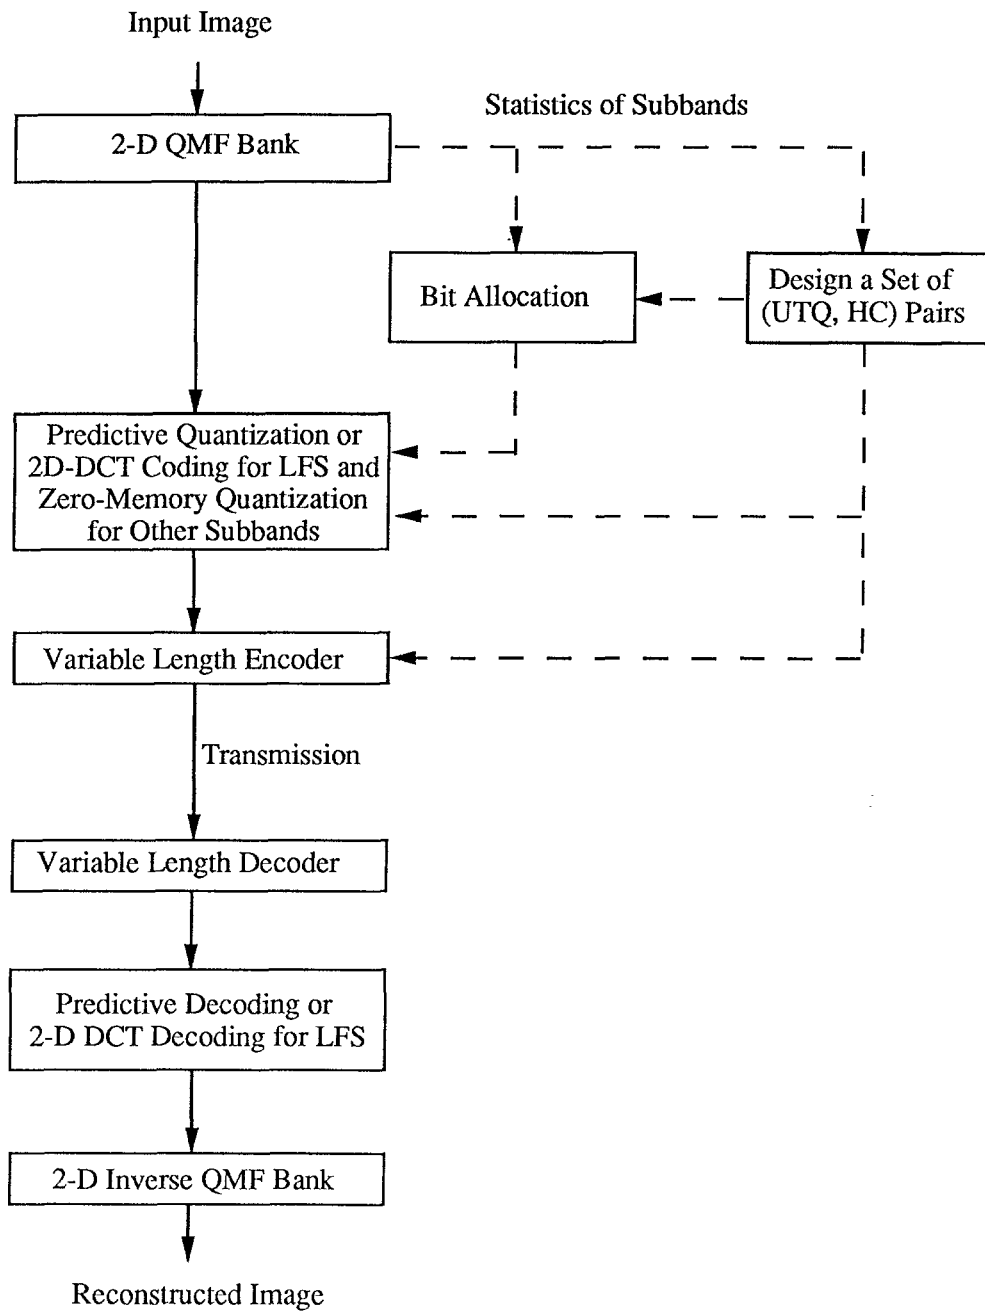 Input Image
Statistics of Subbands
2-D QMF Bank
Bit Allocation
Design a Set of
(UTQ, HC) Pairs
Predictive Quantization or
2D-DCT Coding for LFS and
Zero-Memory Quantization
for Other Subbands
Variable Length Encoder
Transmission
Variable Length Decoder
Predictive Decoding or
2-D DCT Decoding for LFS
2-D Inverse QMF Bank
Reconstructed Image